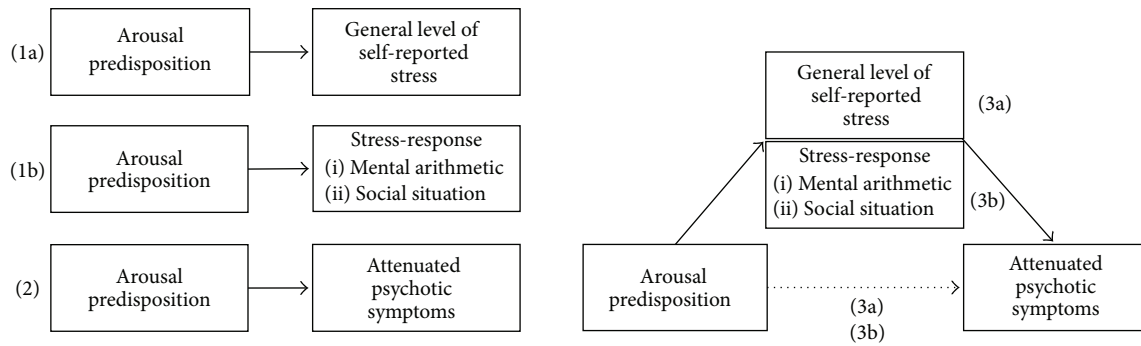 (1a)
Arousal
predisposition
General level of
self-reported
stress
(1b)
Arousal
predisposition
Stress-response
(i) Mental arithmetic
(ii) Social situation
(2)
Arousal
predisposition
Attenuated
psychotic
symptoms
General level of
self-reported
stress
(3a)
Stress-response
(i) Mental arithmetic
(ii) Social situation
(3b)
Arousal
predisposition
(3a)
(3b)
Attenuated
psychotic
symptoms